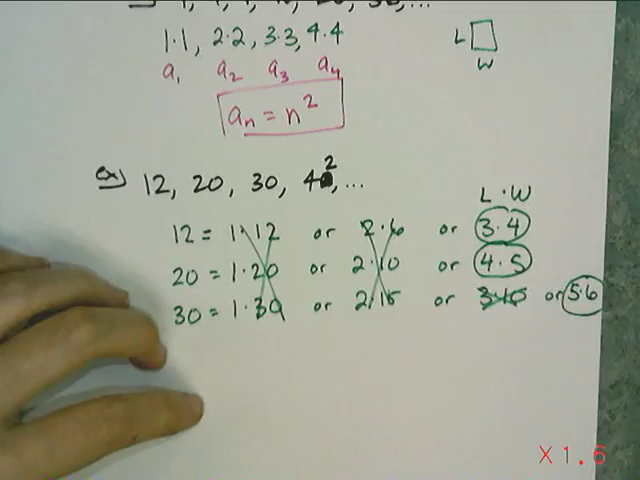 1·1, 2·2, 3·3, 4·4
L
a₁ a₂ a₃ a₄
W
aₙ = n²
ex) 12, 20, 30, 42, ...
L · W
12 = 1·12 or 2·6 or 3·4
20 = 1·20 or 2·10 or 4·5
30 = 1·30 or 2·15 or 3·10 or 5·6
X1.6